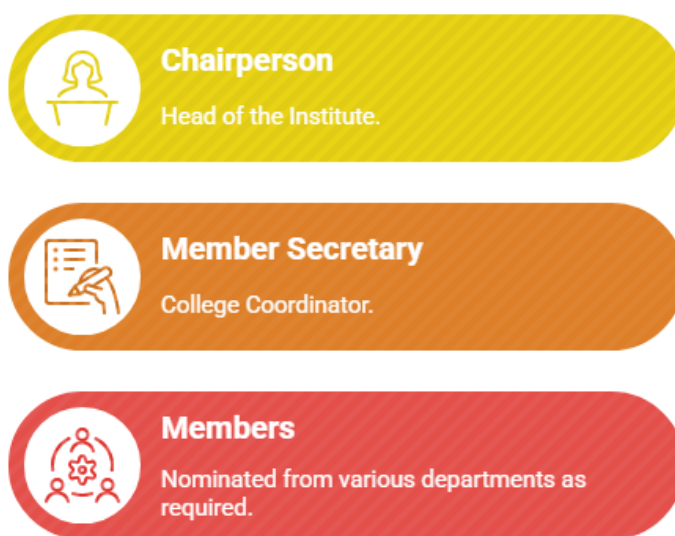 Chairperson
Head of the Institute.
Member Secretary
College Coordinator.
Members
Nominated from various departments as
required.